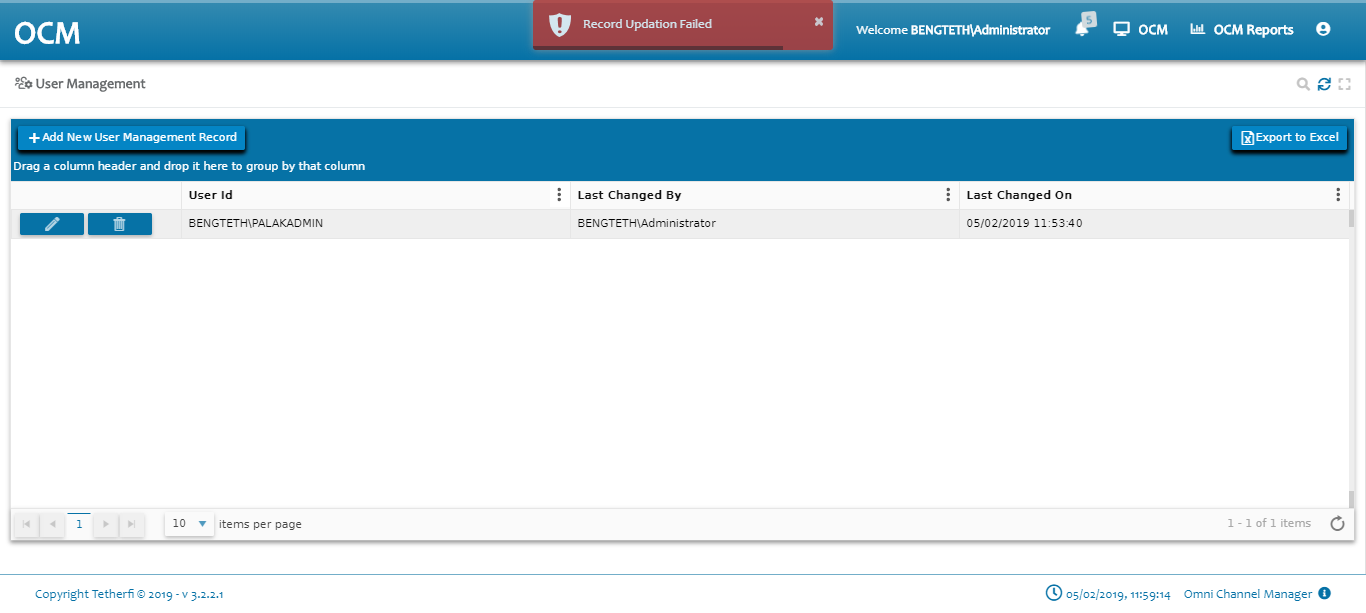 OCM
Record Updation Failed
Welcome BENGTETH\Administrator
5
OCM
OCM Reports
User Management
Add New User Management Record
Export to Excel
Drag a column header and drop it here to group by that column
User Id
Last Changed By
Last Changed On
BENGTETH\PALAKADMIN
BENGTETH\Administrator
05/02/2019 11:53:40
1
10
items per page
1 - 1 of 1 items
Copyright Tetherfi © 2019 - v 3.2.2.1
05/02/2019, 11:59:14
Omni Channel Manager